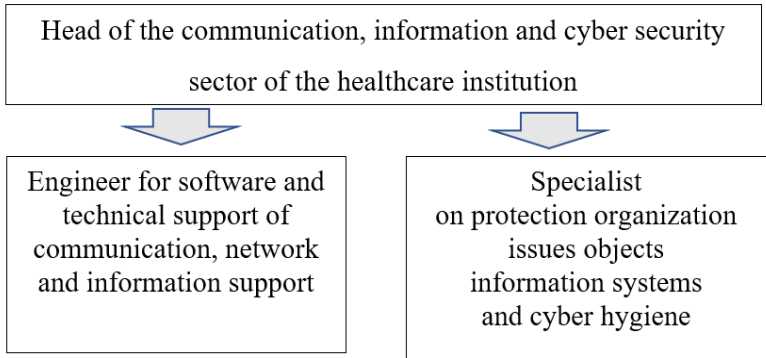 Head of the communication, information and cyber security
sector of the healthcare institution
Engineer for software and
technical support of
communication, network
and information support
Specialist
on protection organization
issues objects
information systems
and cyber hygiene